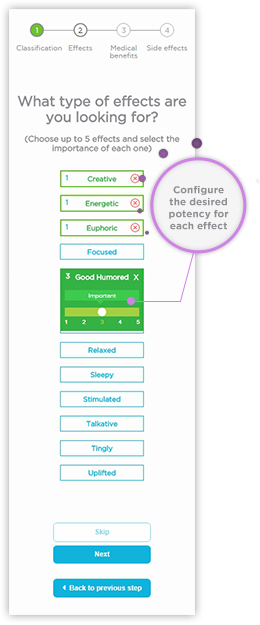 1 2 3 4
Classification Effects Medical benefits Side effects
What type of effects are
you looking for?
(Choose up to 5 effects and select the
importance of each one)
1 Creative
1 Energetic
1 Euphoric
Configure
the desired
potency for
each effect
Focused
3 Good Humored X
Important
1 2 3 4 5
Relaxed
Sleepy
Stimulated
Talkative
Tingly
Uplifted
Skip
Next
Back to previous step